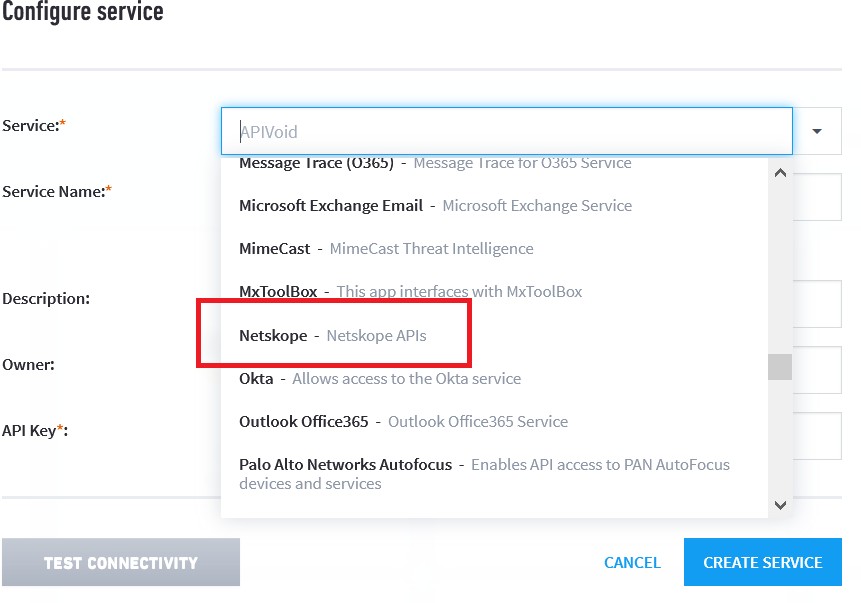 Configure service
Service:*
APIVoid
Message Trace (O365) - Message Trace for O365 Service
Service Name:*
Microsoft Exchange Email - Microsoft Exchange Service
MimeCast - MimeCast Threat Intelligence
MxToolBox - This app interfaces with MxToolBox
Description:
Netskope - Netskope APIs
Owner:
Okta - Allows access to the Okta service
Outlook Office365 - Outlook Office365 Service
API Key*:
Palo Alto Networks Autofocus - Enables API access to PAN AutoFocus
devices and services
TEST CONNECTIVITY
CANCEL
CREATE SERVICE